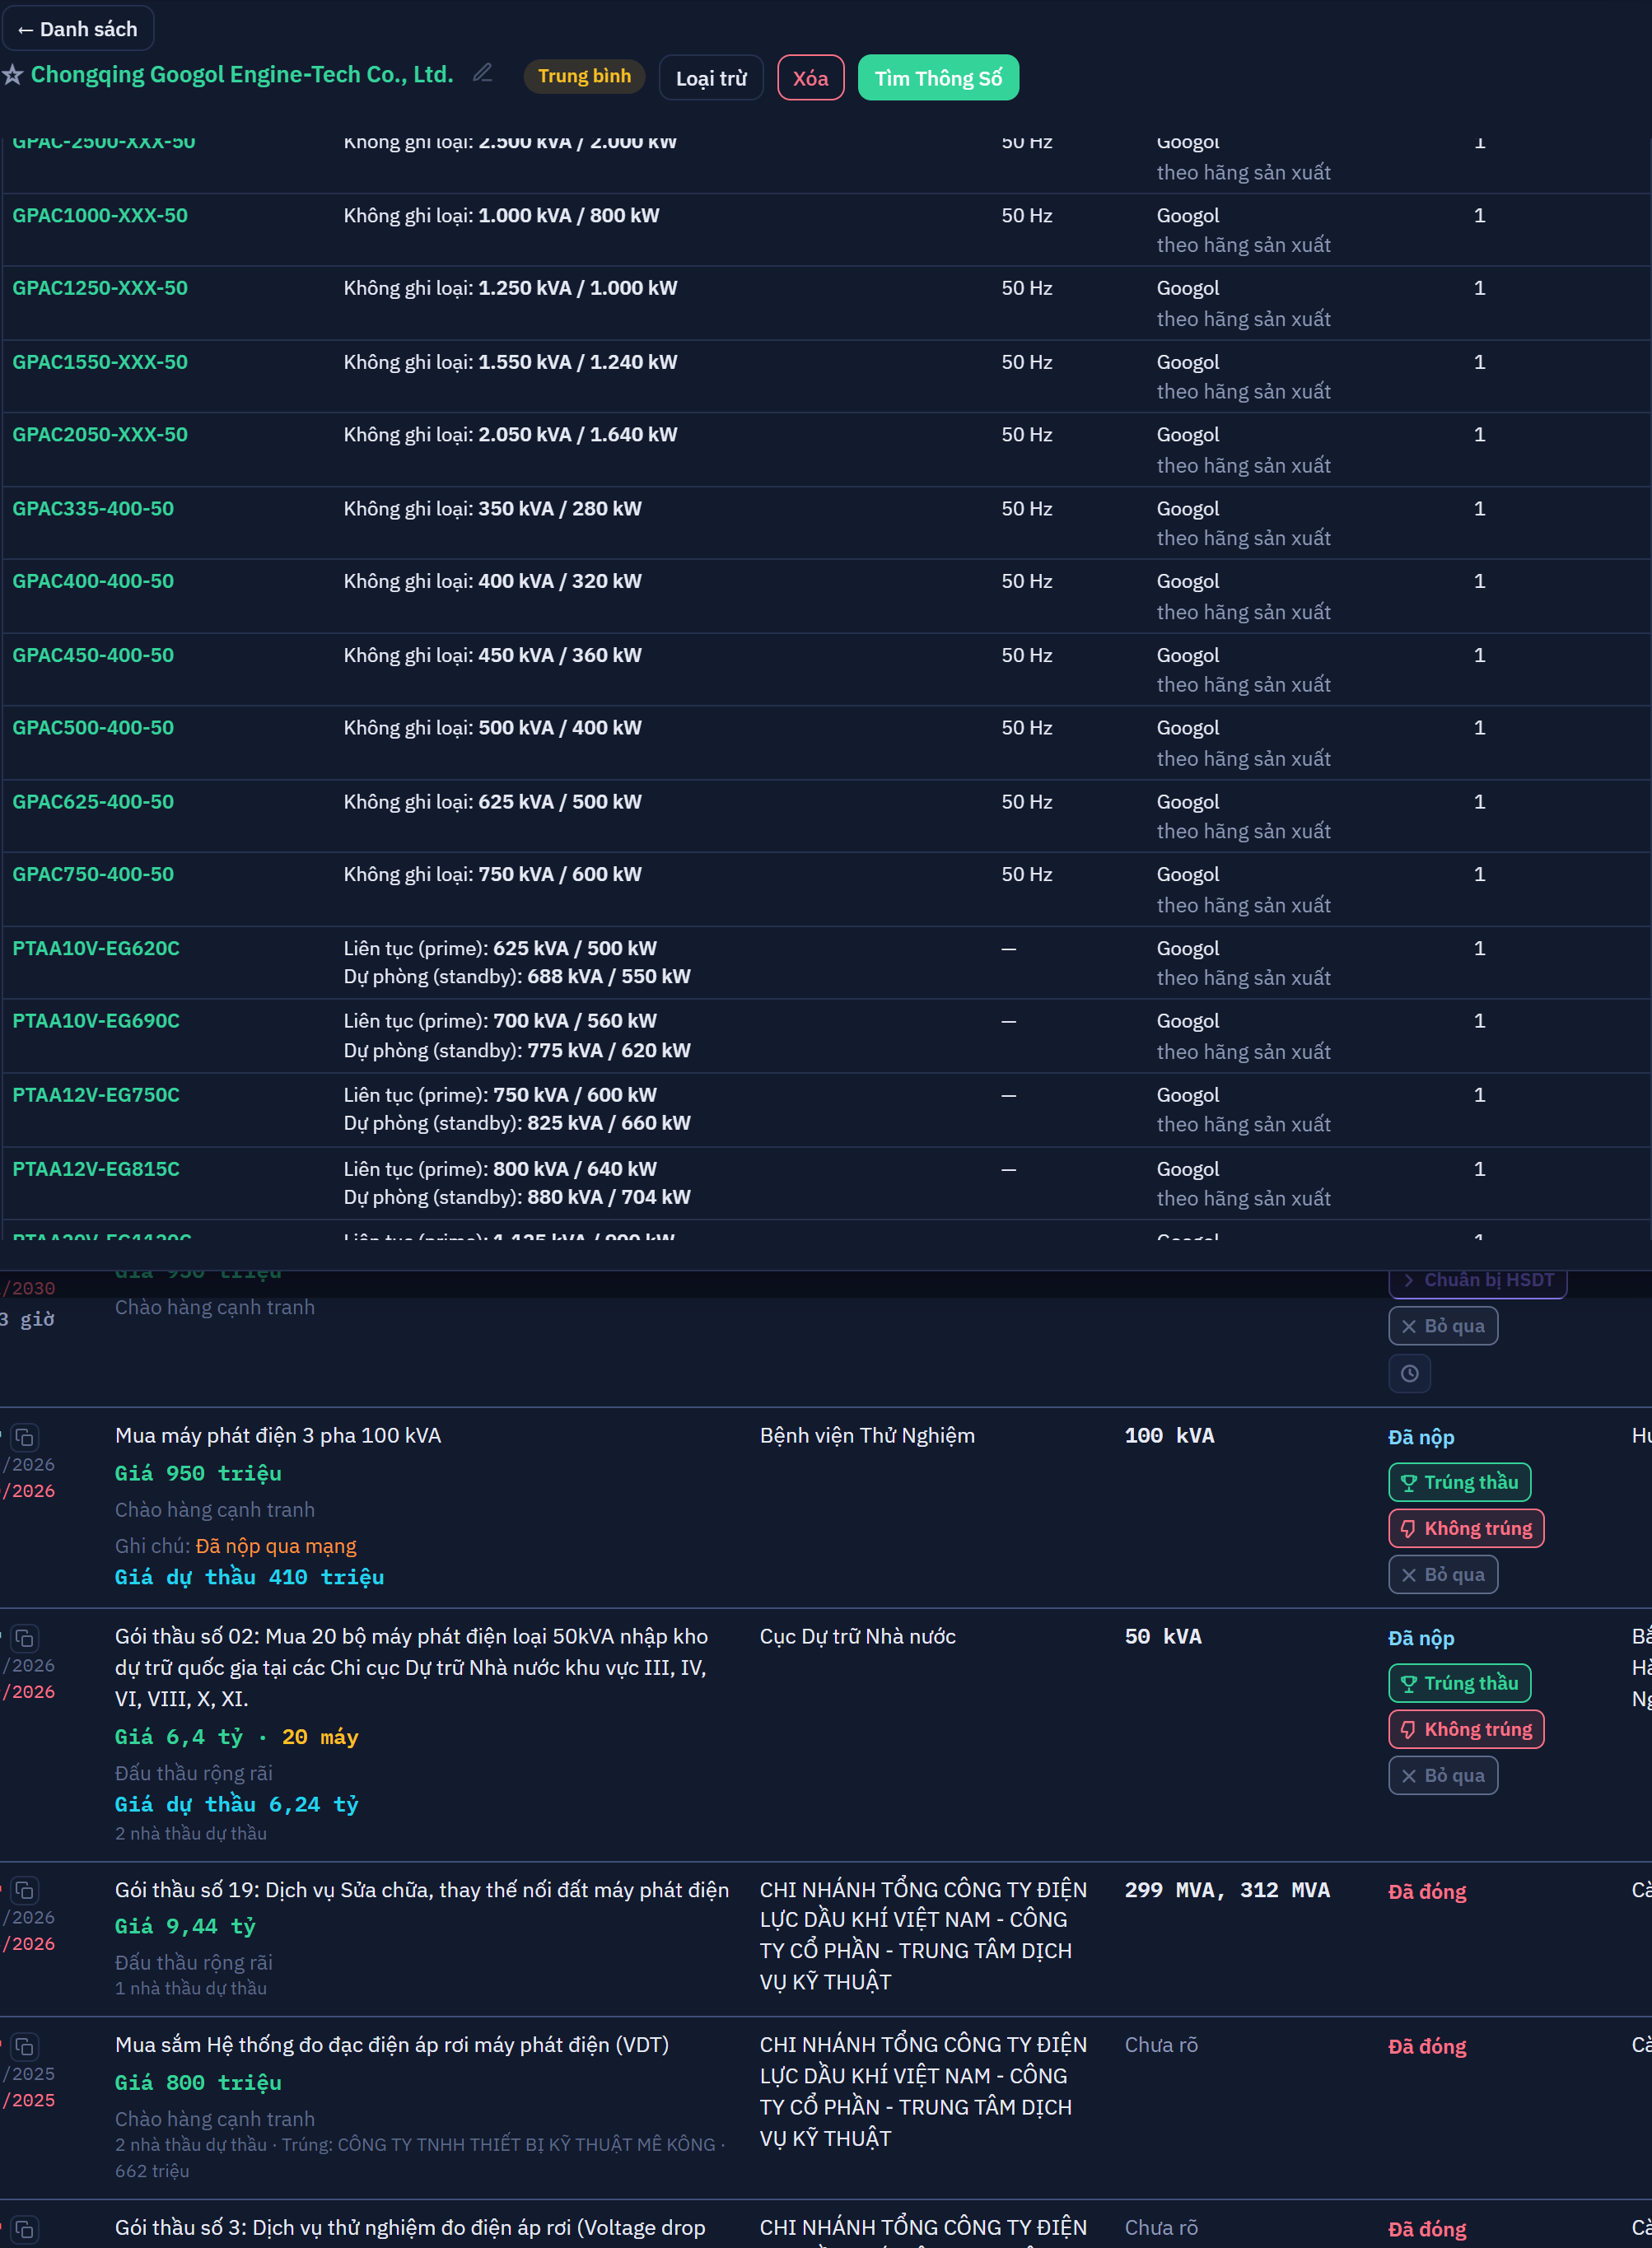 ← Danh sách
☆ Chongqing Googol Engine-Tech Co., Ltd. Trung bình Loại trừ Xóa Tìm Thông Số
GPAC-2500-XXX-50 Không ghi loại: 2.500 kVA / 2.000 kW 50 Hz Googol 1
theo hãng sản xuất
GPAC1000-XXX-50 Không ghi loại: 1.000 kVA / 800 kW 50 Hz Googol 1
theo hãng sản xuất
GPAC1250-XXX-50 Không ghi loại: 1.250 kVA / 1.000 kW 50 Hz Googol 1
theo hãng sản xuất
GPAC1550-XXX-50 Không ghi loại: 1.550 kVA / 1.240 kW 50 Hz Googol 1
theo hãng sản xuất
GPAC2050-XXX-50 Không ghi loại: 2.050 kVA / 1.640 kW 50 Hz Googol 1
theo hãng sản xuất
GPAC335-400-50 Không ghi loại: 350 kVA / 280 kW 50 Hz Googol 1
theo hãng sản xuất
GPAC400-400-50 Không ghi loại: 400 kVA / 320 kW 50 Hz Googol 1
theo hãng sản xuất
GPAC450-400-50 Không ghi loại: 450 kVA / 360 kW 50 Hz Googol 1
theo hãng sản xuất
GPAC500-400-50 Không ghi loại: 500 kVA / 400 kW 50 Hz Googol 1
theo hãng sản xuất
GPAC625-400-50 Không ghi loại: 625 kVA / 500 kW 50 Hz Googol 1
theo hãng sản xuất
GPAC750-400-50 Không ghi loại: 750 kVA / 600 kW 50 Hz Googol 1
theo hãng sản xuất
PTAA10V-EG620C Liên tục (prime): 625 kVA / 500 kW — Googol 1
Dự phòng (standby): 688 kVA / 550 kW theo hãng sản xuất
PTAA10V-EG690C Liên tục (prime): 700 kVA / 560 kW — Googol 1
Dự phòng (standby): 775 kVA / 620 kW theo hãng sản xuất
PTAA12V-EG750C Liên tục (prime): 750 kVA / 600 kW — Googol 1
Dự phòng (standby): 825 kVA / 660 kW theo hãng sản xuất
PTAA12V-EG815C Liên tục (prime): 800 kVA / 640 kW — Googol 1
Dự phòng (standby): 880 kVA / 704 kW theo hãng sản xuất
Giá 950 triệu Chuẩn bị HSDT
/2030
Chào hàng cạnh tranh
3 giờ Bỏ qua
Mua máy phát điện 3 pha 100 kVA Bệnh viện Thử Nghiệm 100 kVA Đã nộp
/2026
Giá 950 triệu Trúng thầu
/2026
Chào hàng cạnh tranh Không trúng
Ghi chú: Đã nộp qua mạng
Giá dự thầu 410 triệu Bỏ qua
Gói thầu số 02: Mua 20 bộ máy phát điện loại 50kVA nhập kho Cục Dự trữ Nhà nước 50 kVA Đã nộp
/2026 dự trữ quốc gia tại các Chi cục Dự trữ Nhà nước khu vực III, IV, Trúng thầu
/2026 VI, VIII, X, XI.
Giá 6,4 tỷ · 20 máy Không trúng
Đấu thầu rộng rãi Bỏ qua
Giá dự thầu 6,24 tỷ
2 nhà thầu dự thầu
Gói thầu số 19: Dịch vụ Sửa chữa, thay thế nối đất máy phát điện CHI NHÁNH TỔNG CÔNG TY ĐIỆN 299 MVA, 312 MVA Đã đóng
/2026 Giá 9,44 tỷ LỰC DẦU KHÍ VIỆT NAM - CÔNG
/2026 Đấu thầu rộng rãi TY CỔ PHẦN - TRUNG TÂM DỊCH
1 nhà thầu dự thầu VỤ KỸ THUẬT
Mua sắm Hệ thống đo đạc điện áp rơi máy phát điện (VDT) CHI NHÁNH TỔNG CÔNG TY ĐIỆN Chưa rõ Đã đóng
/2025 Giá 800 triệu LỰC DẦU KHÍ VIỆT NAM - CÔNG
/2025 Chào hàng cạnh tranh TY CỔ PHẦN - TRUNG TÂM DỊCH
2 nhà thầu dự thầu · Trúng: CÔNG TY TNHH THIẾT BỊ KỸ THUẬT MÊ KÔNG · VỤ KỸ THUẬT
662 triệu
Gói thầu số 3: Dịch vụ thử nghiệm đo điện áp rơi (Voltage drop CHI NHÁNH TỔNG CÔNG TY ĐIỆN Chưa rõ Đã đóng